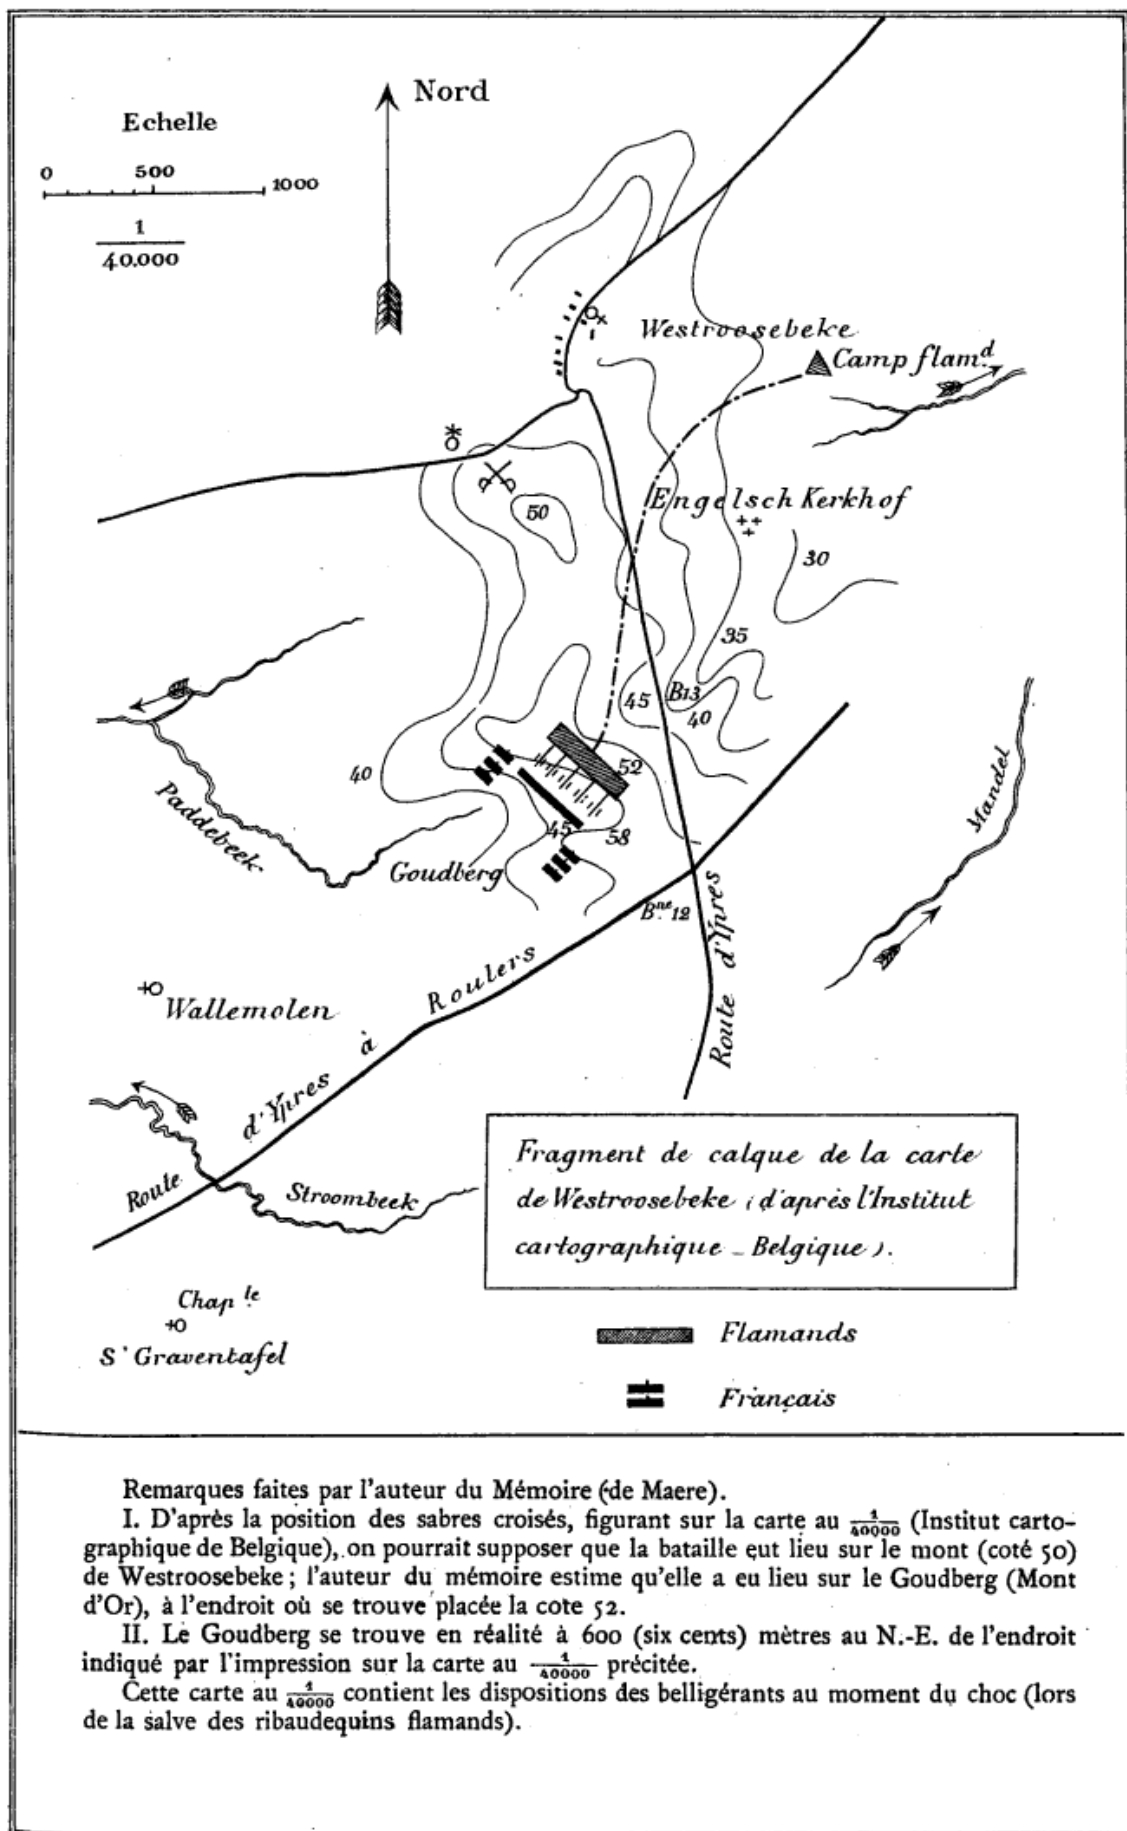 Nord
Echelle
0 500 1000
1
40.000
Westroosebeke
Camp flam.d
50
Engelsch Kerkhof
30
35
B13
45
40
52
40
Paddebeek
45
58
Goudberg
Mandel
Bne. 12
Route d'Ypres
Wallemolen
Route d'Ypres à Roulers
Stroombeek
Fragment de calque de la carte
de Westroosebeke (d'après l'Institut
cartographique - Belgique).
Chap le
S' Graventafel
Flamands
Français
Remarques faites par l'auteur du Mémoire (de Maere).
I. D'après la position des sabres croisés, figurant sur la carte au 1/40000 (Institut carto-
graphique de Belgique), on pourrait supposer que la bataille eut lieu sur le mont (coté 50)
de Westroosebeke ; l'auteur du mémoire estime qu'elle a eu lieu sur le Goudberg (Mont
d'Or), à l'endroit où se trouve placée la cote 52.
II. Le Goudberg se trouve en réalité à 600 (six cents) mètres au N.-E. de l'endroit
indiqué par l'impression sur la carte au 1/40000 précitée.
Cette carte au 1/40000 contient les dispositions des belligérants au moment du choc (lors
de la salve des ribaudequins flamands).